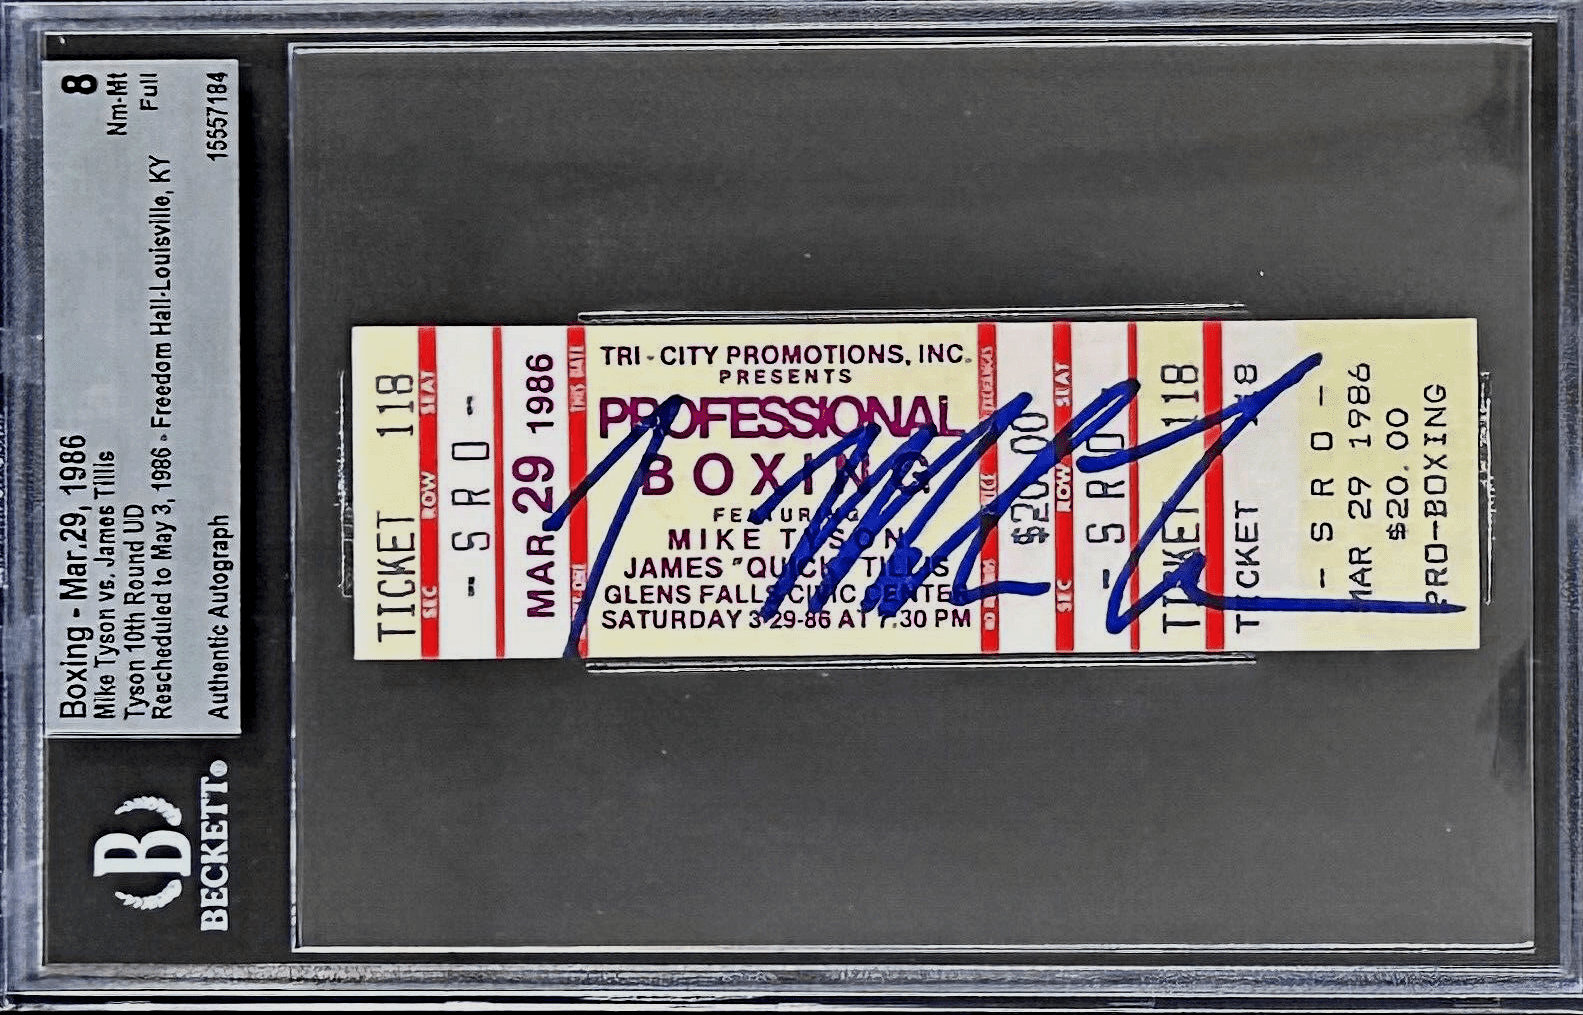 8
Boxing - Mar.29, 1986
Nm-Mt
Mike Tyson vs. James Tillis
Full
Tyson 10th Round UD
Rescheduled to May 3, 1986 - Freedom Hall-Louisville, KY
15557184
Authentic Autograph
B
BECKETT®
TICKET 118
SEC ROW SEAT
- S R O -
MAR.29 1986
THIS DATE
TRI-CITY PROMOTIONS, INC.
PRESENTS
PROFESSIONAL
BOXING
FEATURING
MIKE TYSON
JAMES "QUICK" TILLIS
GLENS FALLS CIVIC CENTER
SATURDAY 3-29-86 AT 7:30 PM
$20.00
SEC ROW SEAT
- S R O -
TICKET 118
TICKET 118
- S R O -
MAR 29 1986
$20.00
PRO-BOXING